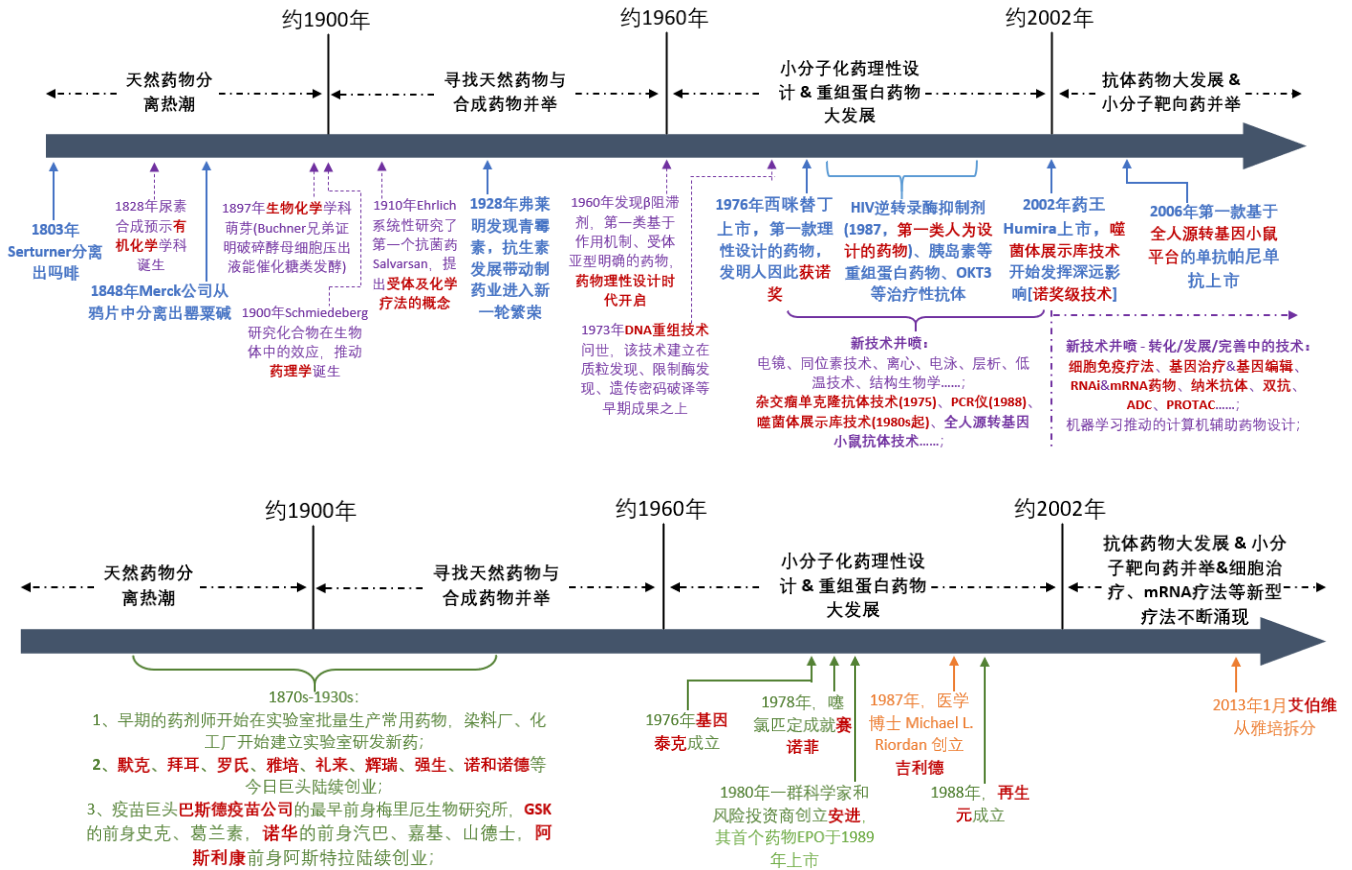 约1900年
约1960年
约2002年
天然药物分
离热潮
寻找天然药物与
合成药物并举
小分子化药理性设
计 & 重组蛋白药物
大发展
抗体药物大发展 &
小分子靶向药并举
1803年
Serturner分离
出吗啡
1828年尿素
合成预示有
机化学学科
诞生
1848年Merck公司从
鸦片中分离出罂粟碱
1897年生物化学学科
萌芽(Buchner兄弟证
明破碎酵母细胞压出
液能催化糖类发酵)
1900年Schmiedeberg
研究化合物在生物
体中的效应，推动
药理学诞生
1910年Ehrlich
系统性研究了
第一个抗菌药
Salvarsan，提
出受体及化学
疗法的概念
1928年弗莱
明发现青霉
素，抗生素
发展带动制
药业进入新
一轮繁荣
1960年发现β阻滞
剂，第一类基于
作用机制、受体
亚型明确的药物，
药物理性设计时
代开启
1973年DNA重组技术
问世，该技术建立在
质粒发现、限制酶发
现、遗传密码破译等
早期成果之上
1976年西咪替丁
上市，第一款理
性设计的药物，
发明人因此获诺
奖
HIV逆转录酶抑制剂
(1987，第一类人为设
计的药物)、胰岛素等
重组蛋白药物、OKT3
等治疗性抗体
2002年药王
Humira上市，噬
菌体展示库技术
开始发挥深远影
响[诺奖级技术]
2006年第一款基于
全人源转基因小鼠
平台的单抗帕尼单
抗上市
新技术井喷：
电镜、同位素技术、离心、电泳、层析、低
温技术、结构生物学……;
杂交瘤单克隆抗体技术(1975)、PCR仪(1988)、
噬菌体展示库技术(1980s起)、全人源转基因
小鼠抗体技术……;
新技术井喷 - 转化/发展/完善中的技术：
细胞免疫疗法、基因治疗&基因编辑、
RNAi&mRNA药物、纳米抗体、双抗、
ADC、PROTAC……;
机器学习推动的计算机辅助药物设计;
约1900年
约1960年
约2002年
天然药物分
离热潮
寻找天然药物与
合成药物并举
小分子化药理性设
计 & 重组蛋白药物
大发展
抗体药物大发展 & 小分
子靶向药并举&细胞治
疗、mRNA疗法等新型
疗法不断涌现
1870s-1930s：
1、早期的药剂师开始在实验室批量生产常用药物，染料厂、化
工厂开始建立实验室研发新药;
2、默克、拜耳、罗氏、雅培、礼来、辉瑞、强生、诺和诺德等
今日巨头陆续创业;
3、疫苗巨头巴斯德疫苗公司的最早前身梅里厄生物研究所，GSK
的前身史克、葛兰素，诺华的前身汽巴、嘉基、山德士，阿
斯利康前身阿斯特拉陆续创业;
1976年基因
泰克成立
1978年，噻
氯匹定成就赛
诺菲
1980年一群科学家和
风险投资商创立安进，
其首个药物EPO于1989
年上市
1987年，医学
博士 Michael L.
Riordan 创立
吉利德
1988年，再生
元成立
2013年1月艾伯维
从雅培拆分